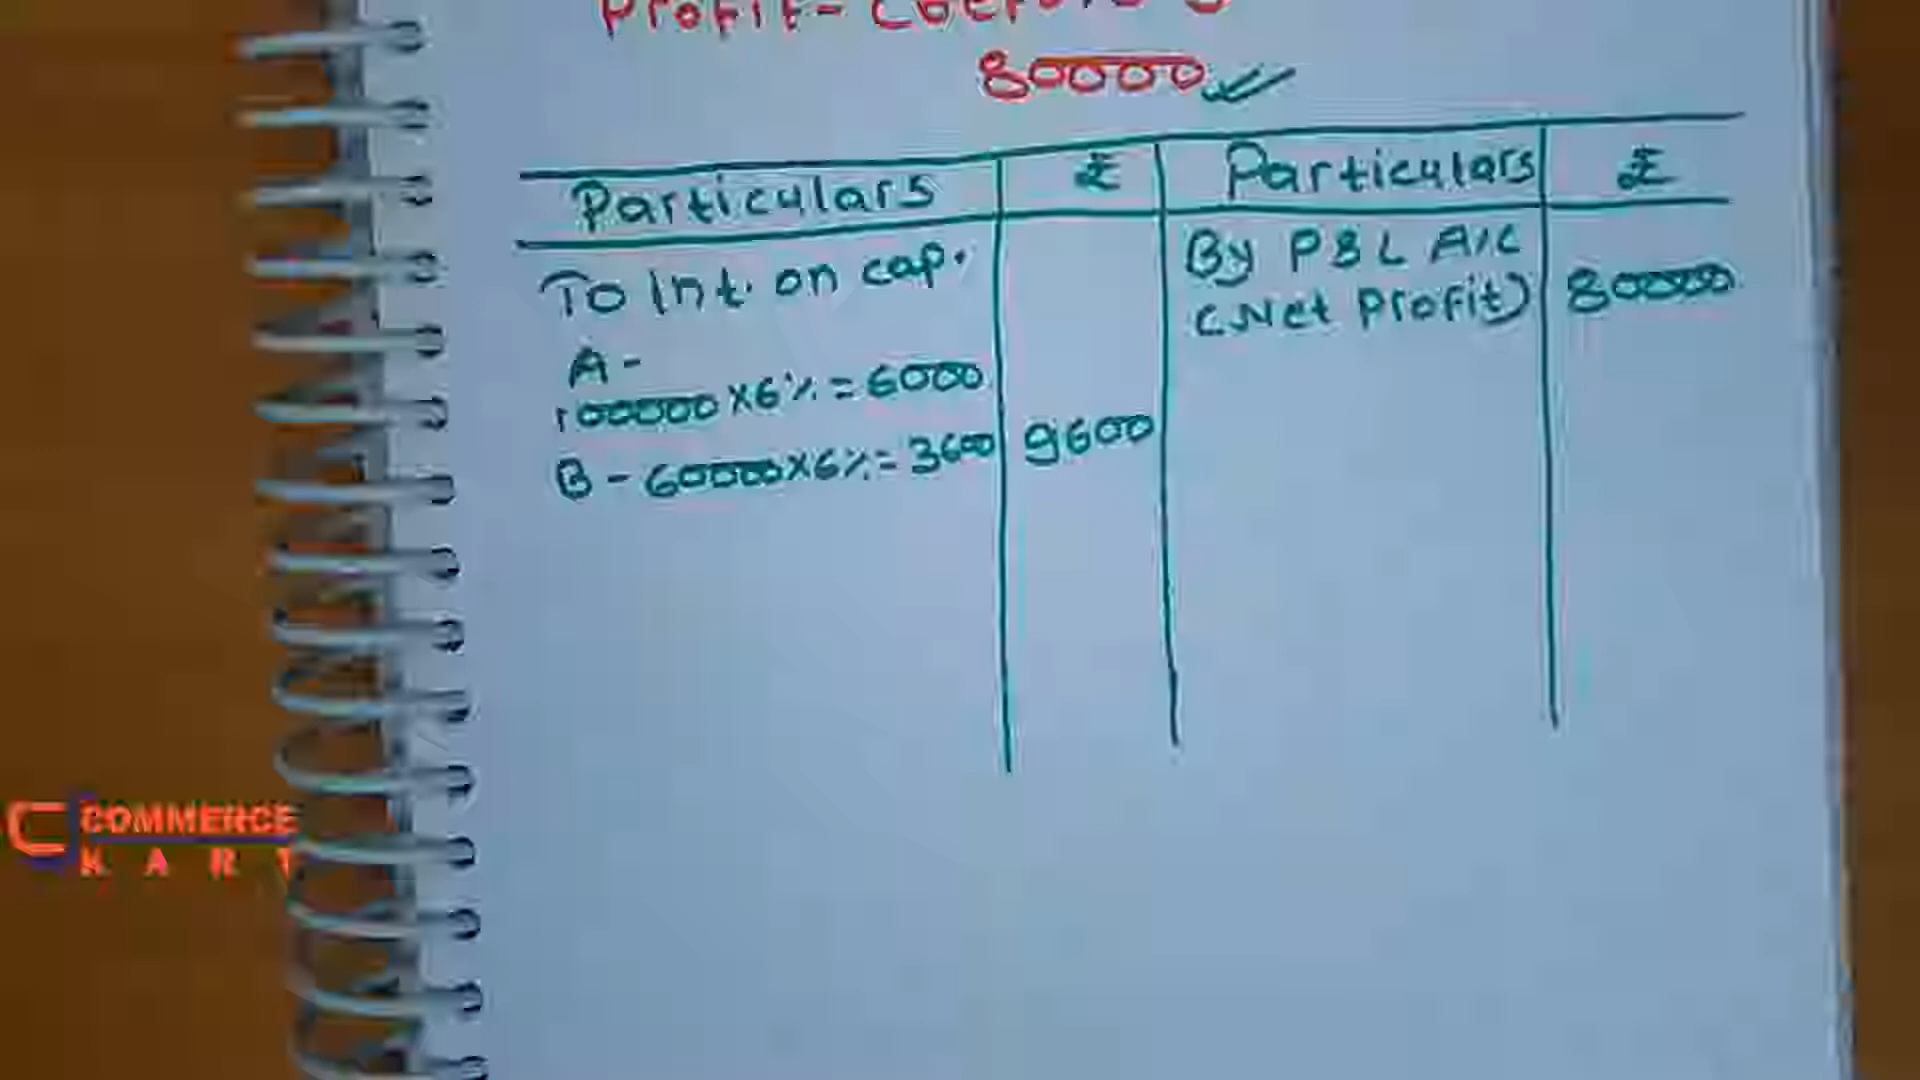 Profit-
80000
Particulars ₹ Particulars ₹
To Int. on cap.
By P&L A/C
(Net Profit) 80000
A -
100000×6%=6000
B - 60000×6%=3600 9600
COMMERCE
KART